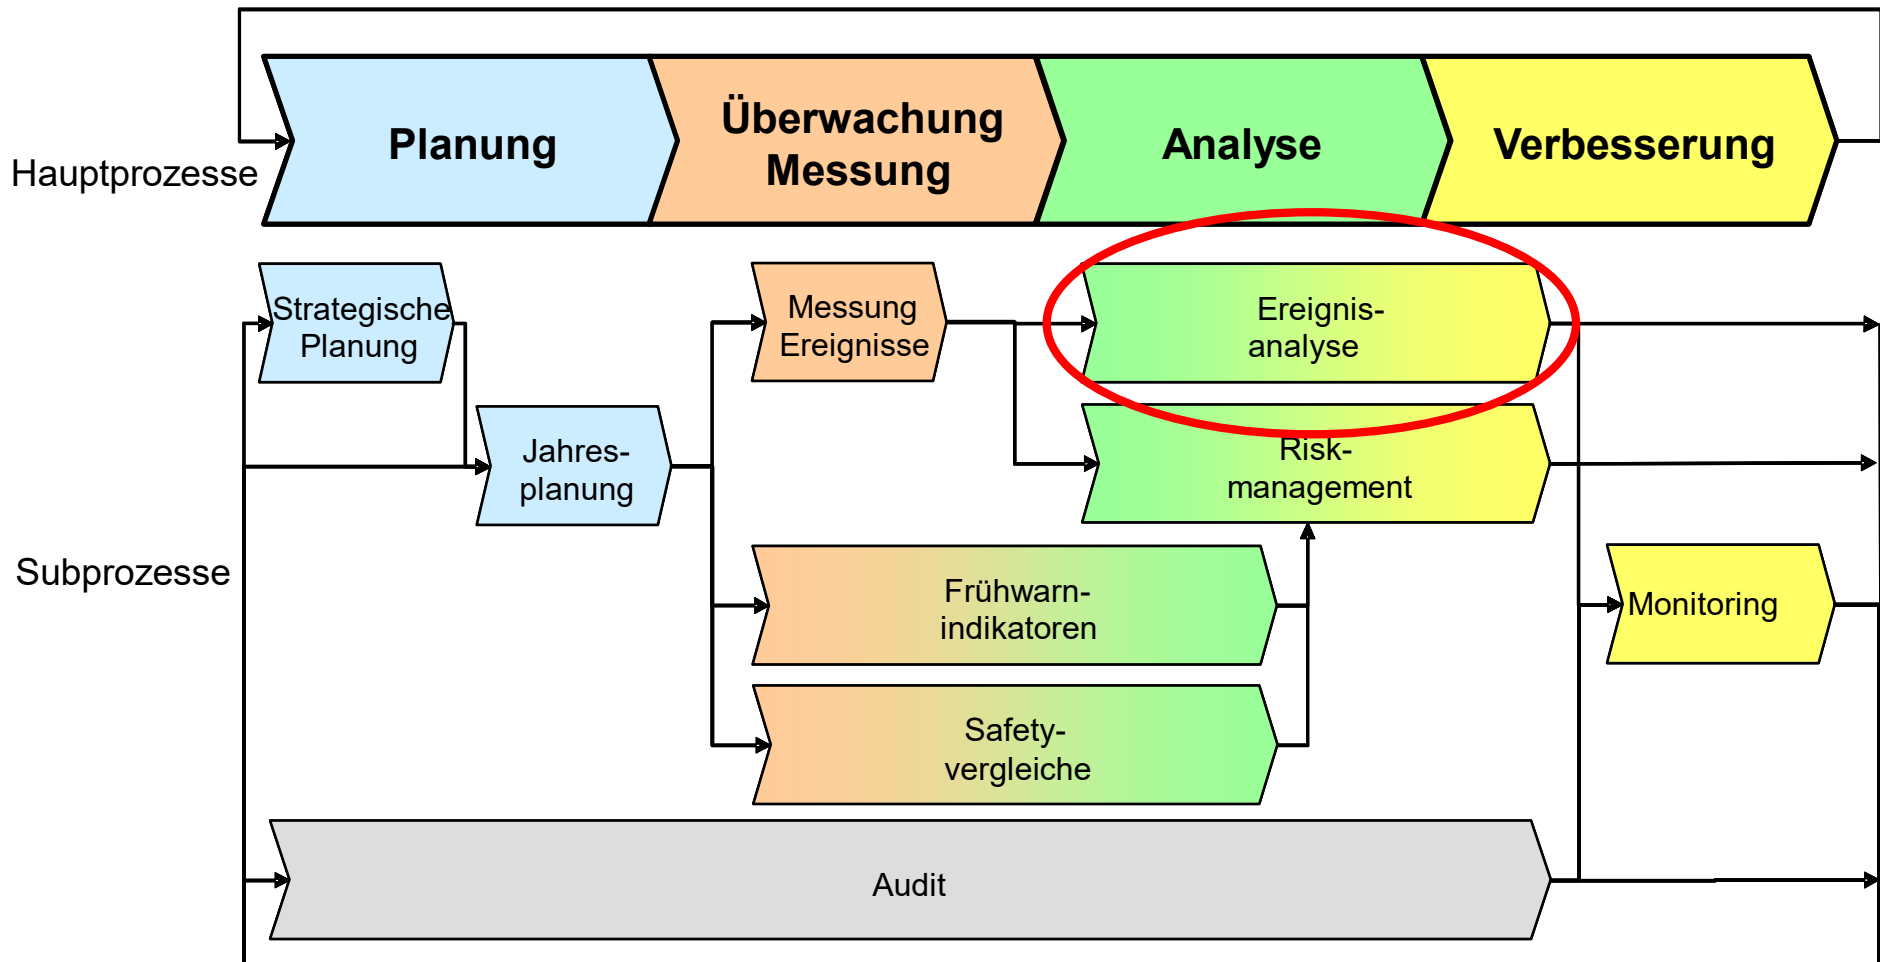 Hauptprozesse
Planung
Überwachung
Messung
Analyse
Verbesserung
Subprozesse
Strategische
Planung
Jahres-
planung
Messung
Ereignisse
Ereignis-
analyse
Risk-
management
Frühwarn-
indikatoren
Safety-
vergleiche
Monitoring
Audit